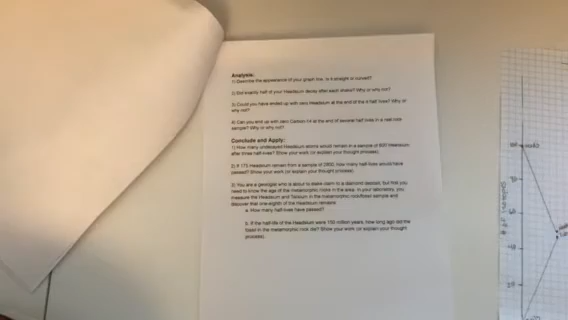 Analysis:
1) Describe the appearance of your graph line. Is it straight or curved?
2) Did exactly half of your Headsium decay after each shake? Why or why not?
3) Could you have ended up with zero Headsium at the end of the 4 half lives? Why or
why not?
4) Can you end up with zero Carbon-14 at the end of several half lives in a real rock
sample? Why or why not?
Conclude and Apply:
1) How many undecayed Headsium atoms would remain in a sample of 600 Headsium
after three half-lives? Show your work (or explain your thought process).
2) If 175 Headsium remain from a sample of 2800, how many half-lives would have
passed? Show your work (or explain your thought process).
3) You are a geologist who is about to stake claim to a diamond deposit, but first you
need to know the age of the metamorphic rocks in the area. In your laboratory, you
measure the Headsium and Tailsium in the metamorphic rock/fossil sample and
discover that one-eighth of the Headsium remains.
a. How many half-lives have passed?
b. If the half-life of the Headsium were 150 million years, how long ago did the
fossil in the metamorphic rock die? Show your work (or explain your thought
process).